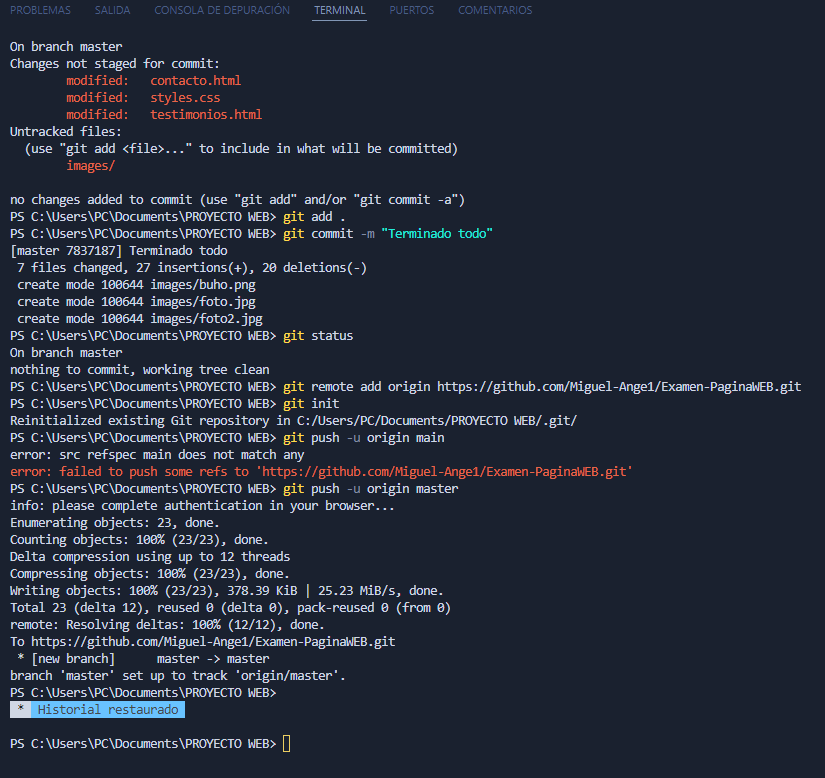 PROBLEMAS SALIDA CONSOLA DE DEPURACIÓN TERMINAL PUERTOS COMENTARIOS
On branch master
Changes not staged for commit:
modified: contacto.html
modified: styles.css
modified: testimonios.html
Untracked files:
(use "git add <file>..." to include in what will be committed)
images/
no changes added to commit (use "git add" and/or "git commit -a")
PS C:\Users\PC\Documents\PROYECTO WEB> git add .
PS C:\Users\PC\Documents\PROYECTO WEB> git commit -m "Terminado todo"
[master 7837187] Terminado todo
7 files changed, 27 insertions(+), 20 deletions(-)
create mode 100644 images/buho.png
create mode 100644 images/foto.jpg
create mode 100644 images/foto2.jpg
PS C:\Users\PC\Documents\PROYECTO WEB> git status
On branch master
nothing to commit, working tree clean
PS C:\Users\PC\Documents\PROYECTO WEB> git remote add origin https://github.com/Miguel-Ange1/Examen-PaginaWEB.git
PS C:\Users\PC\Documents\PROYECTO WEB> git init
Reinitialized existing Git repository in C:/Users/PC/Documents/PROYECTO WEB/.git/
PS C:\Users\PC\Documents\PROYECTO WEB> git push -u origin main
error: src refspec main does not match any
error: failed to push some refs to 'https://github.com/Miguel-Ange1/Examen-PaginaWEB.git'
PS C:\Users\PC\Documents\PROYECTO WEB> git push -u origin master
info: please complete authentication in your browser...
Enumerating objects: 23, done.
Counting objects: 100% (23/23), done.
Delta compression using up to 12 threads
Compressing objects: 100% (23/23), done.
Writing objects: 100% (23/23), 378.39 KiB | 25.23 MiB/s, done.
Total 23 (delta 12), reused 0 (delta 0), pack-reused 0 (from 0)
remote: Resolving deltas: 100% (12/12), done.
To https://github.com/Miguel-Ange1/Examen-PaginaWEB.git
* [new branch] master -> master
branch 'master' set up to track 'origin/master'.
PS C:\Users\PC\Documents\PROYECTO WEB>
* Historial restaurado
PS C:\Users\PC\Documents\PROYECTO WEB>